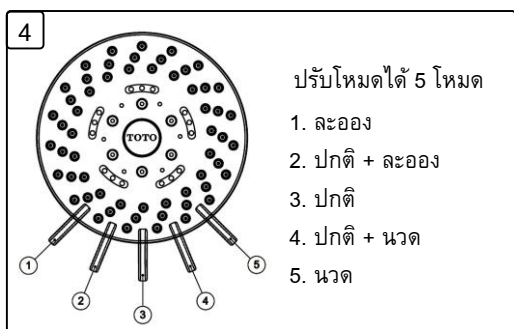 4
TOTO
ปรับโหมดได้ 5 โหมด
1. ละออง
2. ปกติ + ละออง
3. ปกติ
4. ปกติ + นวด
5. นวด
1
2
3
4
5